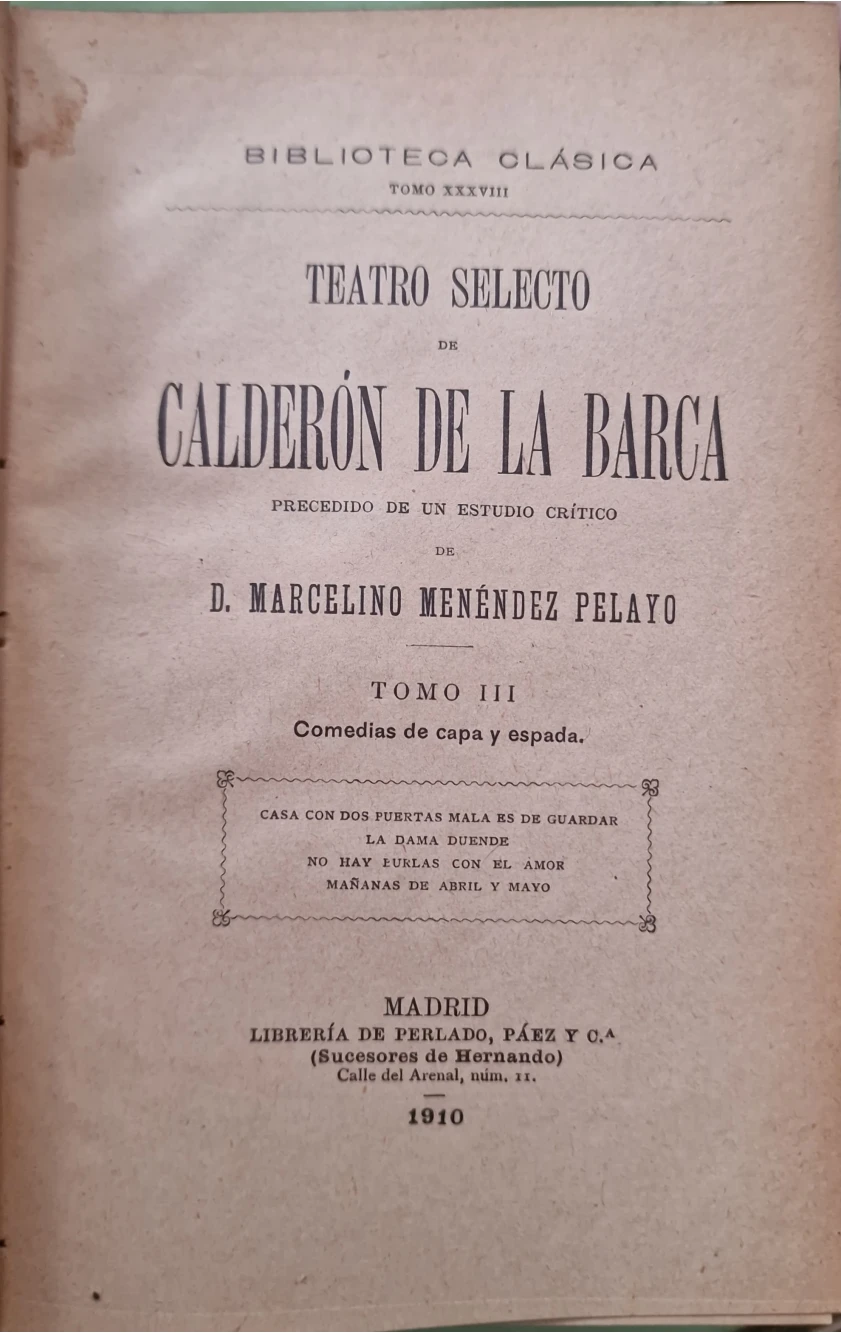 BIBLIOTECA CLÁSICA
TOMO XXXVIII
TEATRO SELECTO
DE
CALDERÓN DE LA BARCA
PRECEDIDO DE UN ESTUDIO CRÍTICO
DE
D. MARCELINO MENÉNDEZ PELAYO
TOMO III
Comedias de capa y espada.
CASA CON DOS PUERTAS MALA ES DE GUARDAR
LA DAMA DUENDE
NO HAY BURLAS CON EL AMOR
MAÑANAS DE ABRIL Y MAYO
MADRID
LIBRERÍA DE PERLADO, PÁEZ Y C.ᴬ
(Sucesores de Hernando)
Calle del Arenal, núm. 11.
1910